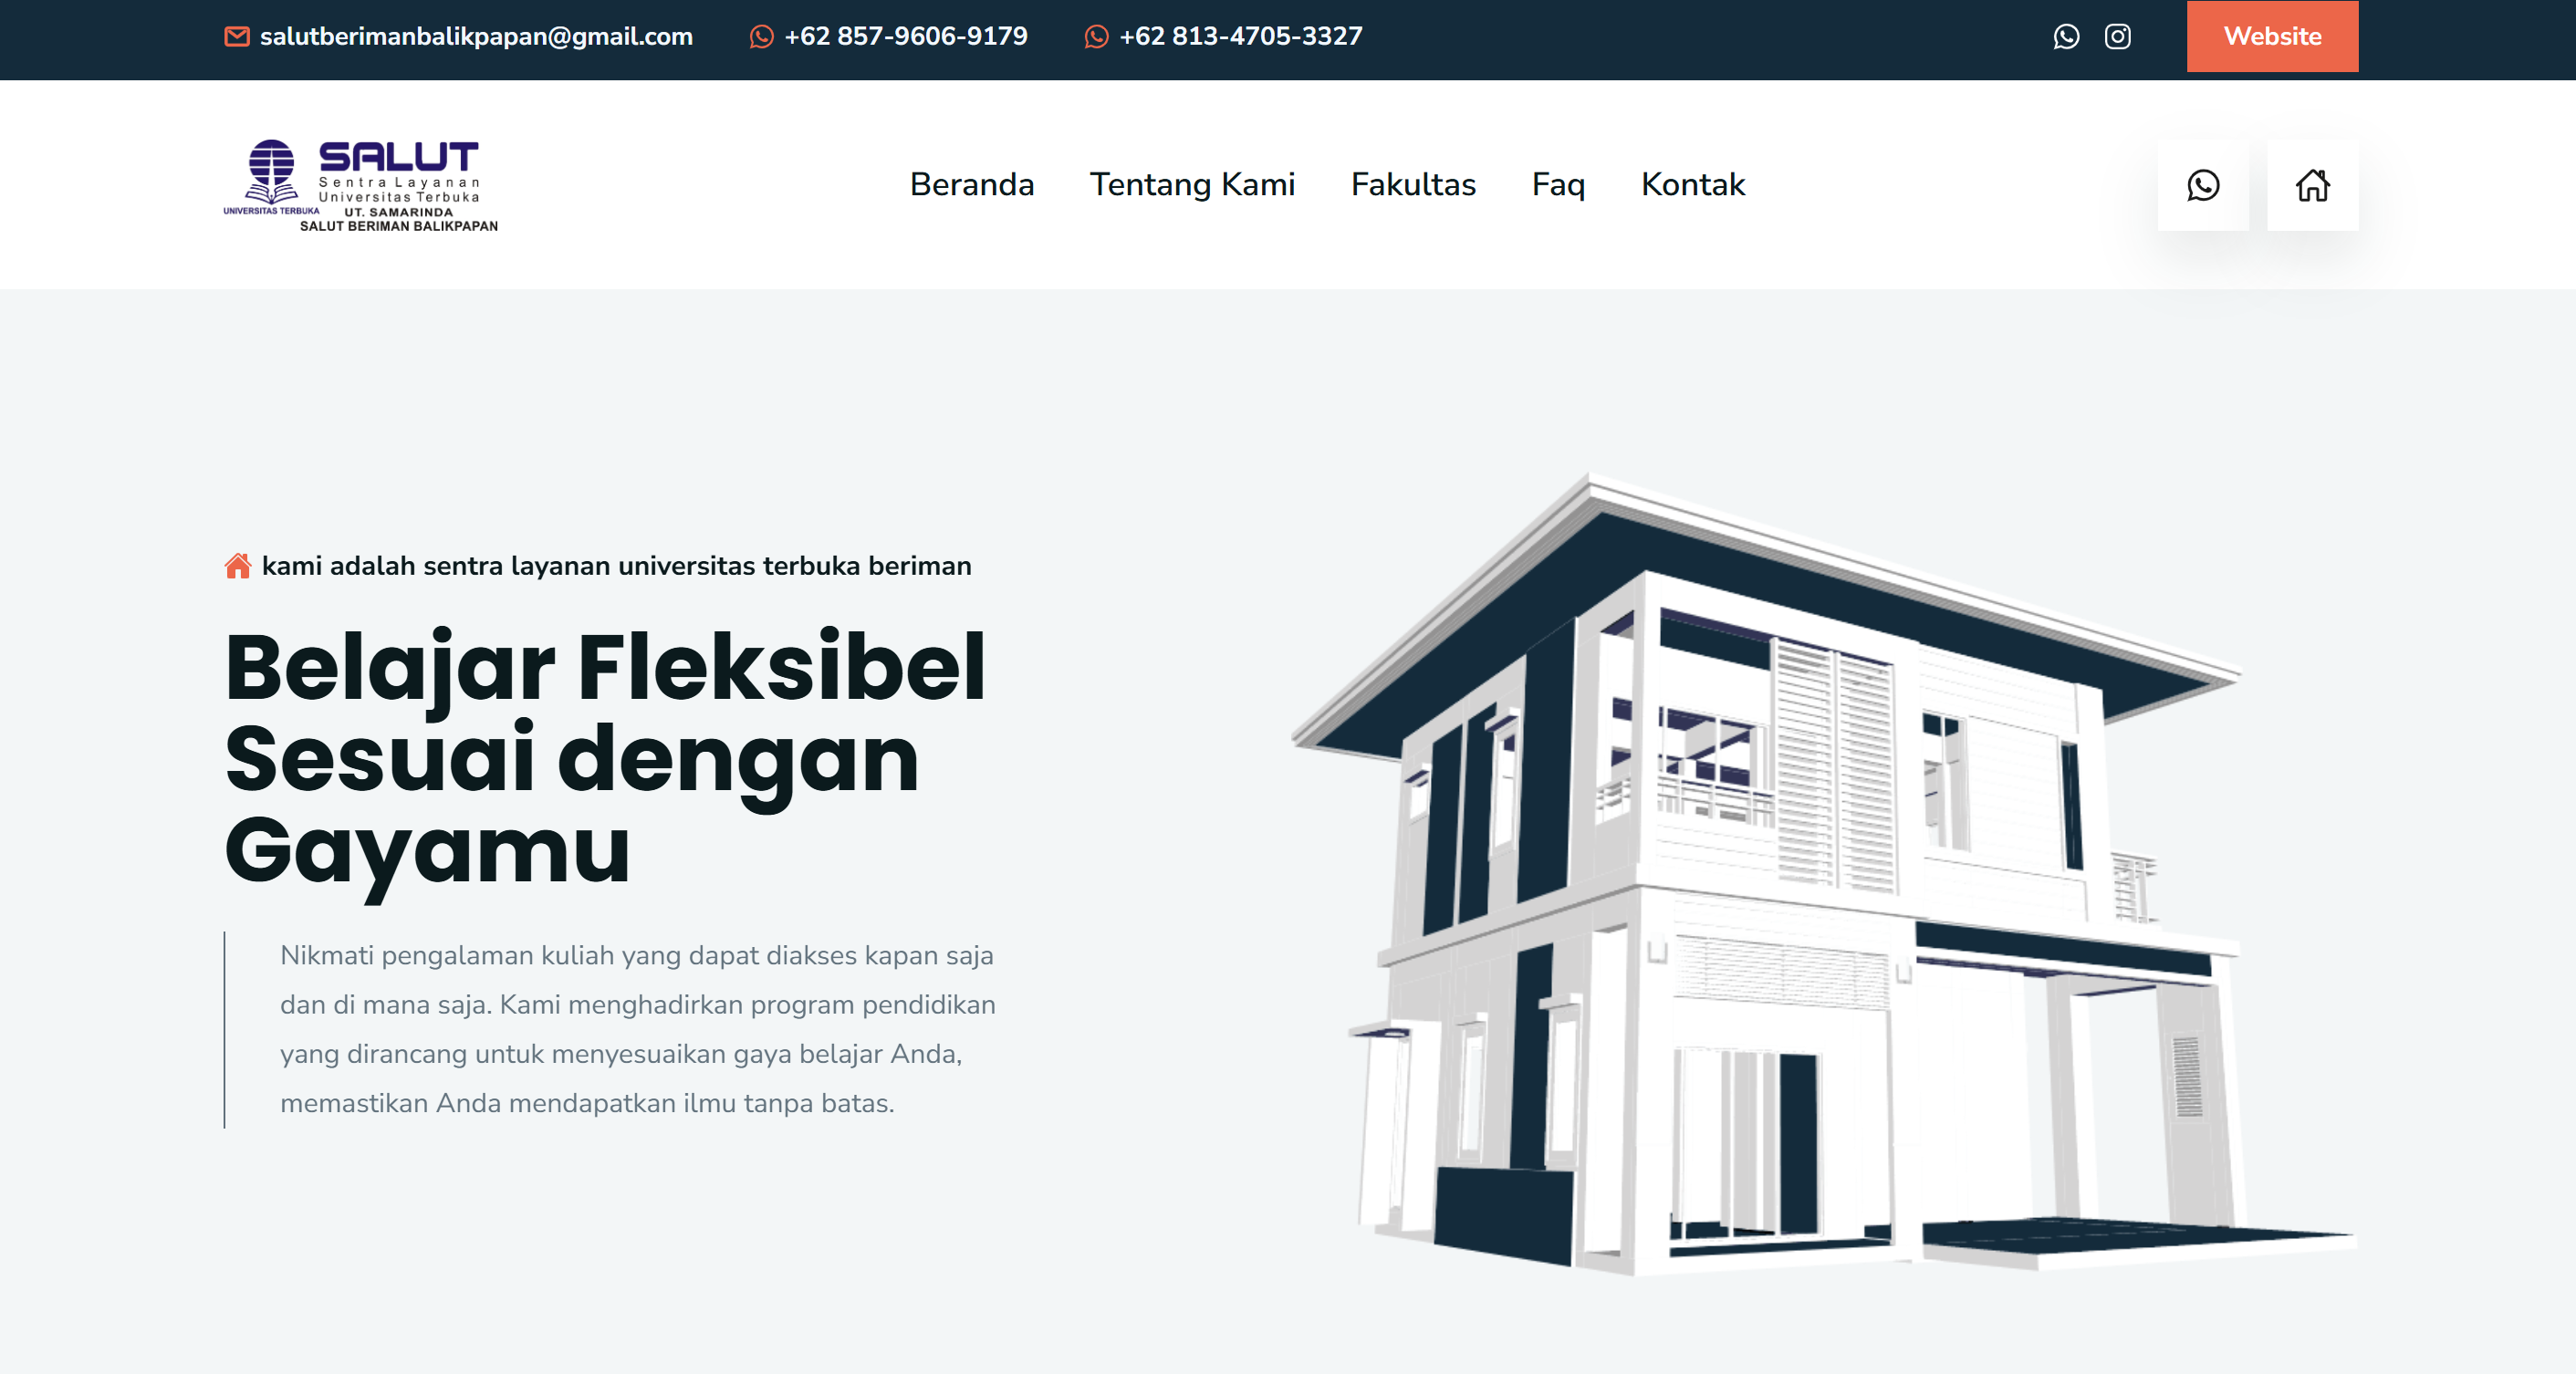 salutberimanbalikpapan@gmail.com
+62 857-9606-9179
+62 813-4705-3327
Website
SALUT
Sentra Layanan
Universitas Terbuka
UNIVERSITAS TERBUKA
UT. SAMARINDA
SALUT BERIMAN BALIKPAPAN
Beranda
Tentang Kami
Fakultas
Faq
Kontak
kami adalah sentra layanan universitas terbuka beriman
Belajar Fleksibel
Sesuai dengan
Gayamu
Nikmati pengalaman kuliah yang dapat diakses kapan saja
dan di mana saja. Kami menghadirkan program pendidikan
yang dirancang untuk menyesuaikan gaya belajar Anda,
memastikan Anda mendapatkan ilmu tanpa batas.